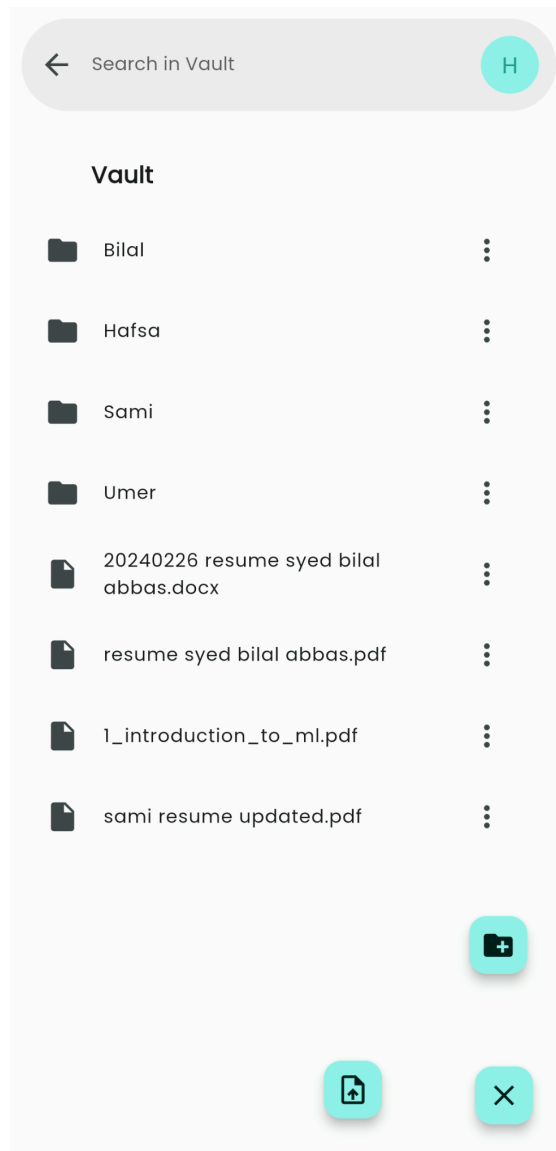 Search in Vault
H
Vault
Bilal
Hafsa
Sami
Umer
20240226 resume syed bilal
abbas.docx
resume syed bilal abbas.pdf
1_introduction_to_ml.pdf
sami resume updated.pdf